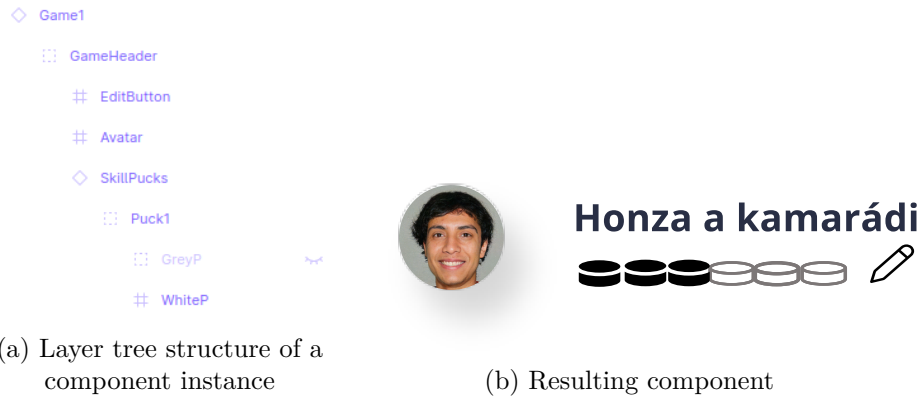 Game1
GameHeader
EditButton
Avatar
SkillPucks
Puck1
GreyP
WhiteP
(a) Layer tree structure of a
component instance
Honza a kamarádi
(b) Resulting component